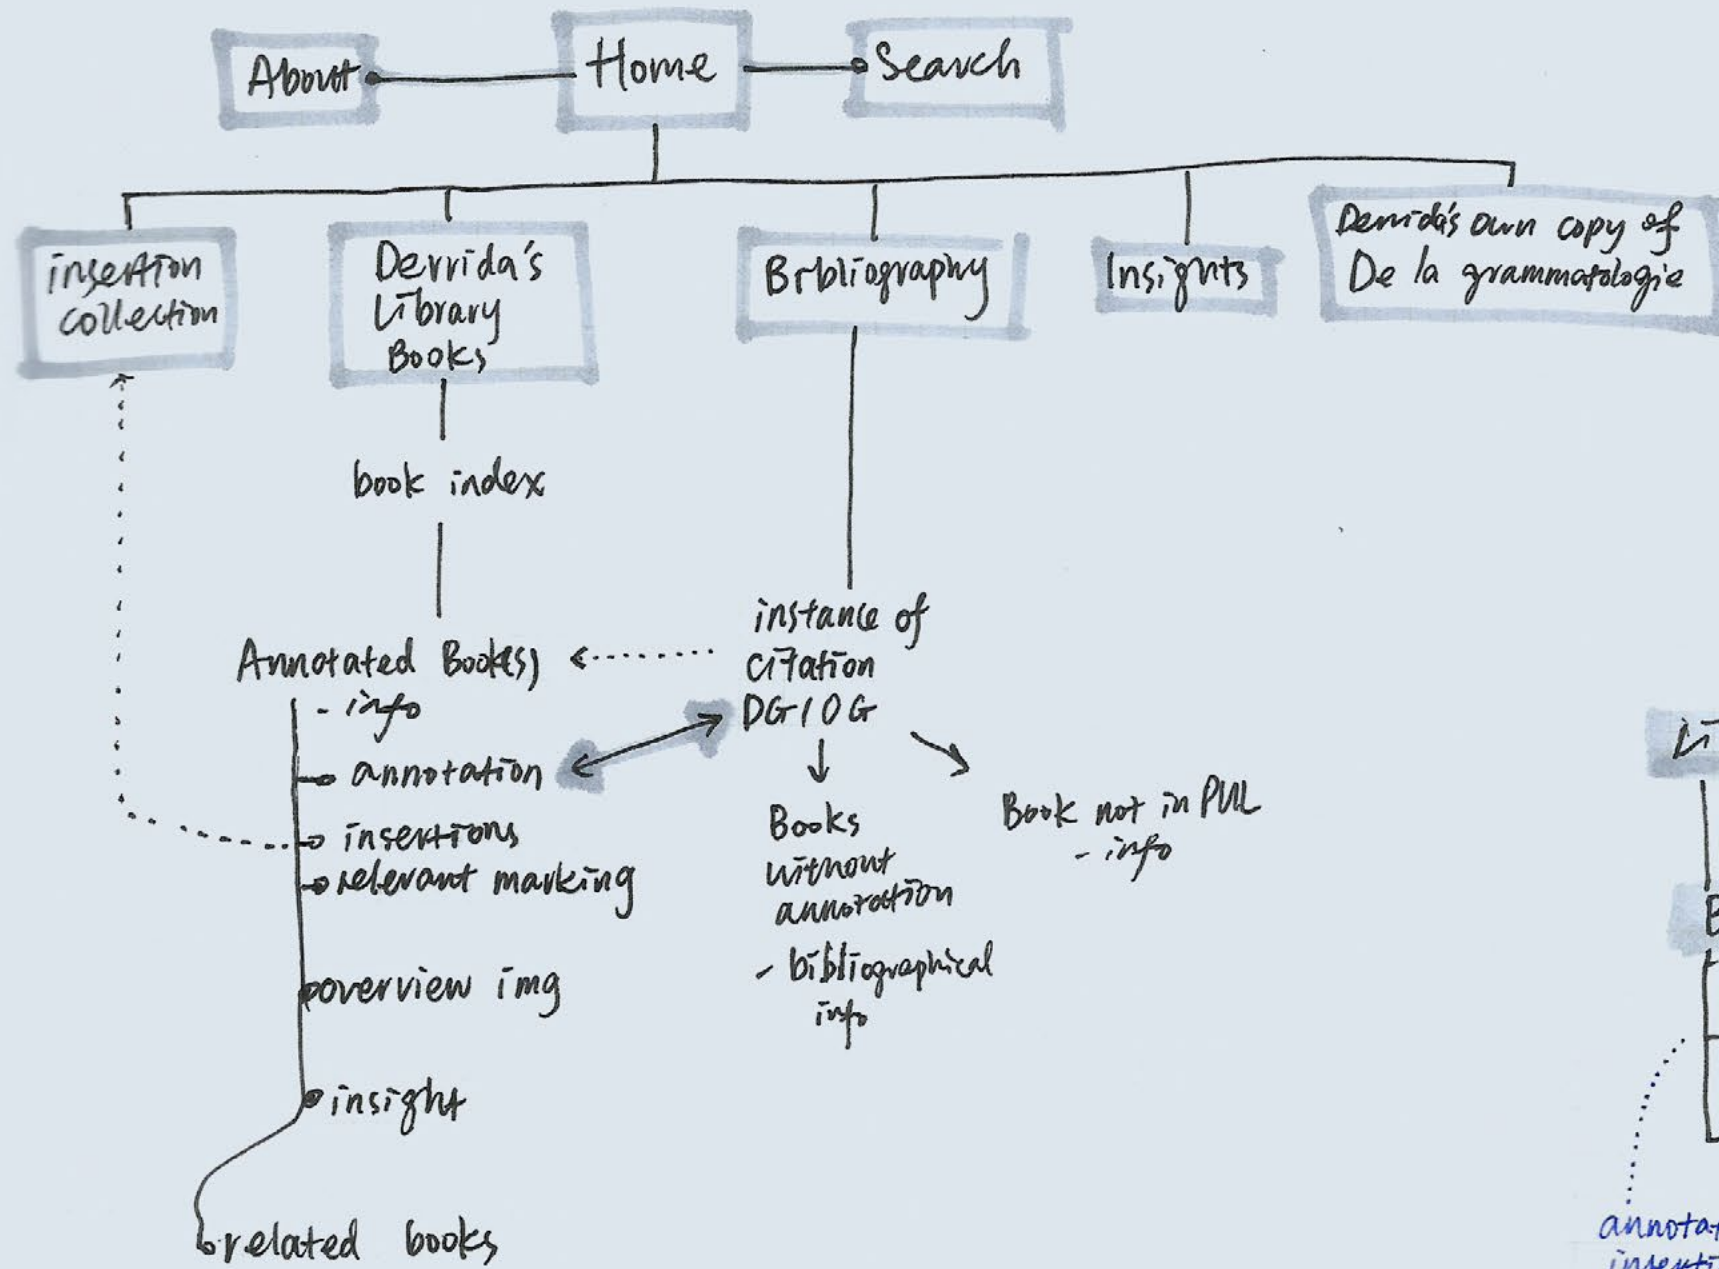 About
Home
Search
insertion
collection
Derrida's
Library
Books
Bibliography
Insights
Derrida's own copy of
De la grammatologie
book index
Annotated Book(s)
- info
annotation
insertions
relevant marking
overview img
insight
related books
instance of
citation
DG/OG
Books
without
annotation
- bibliographical
info
Book not in PUL
- info